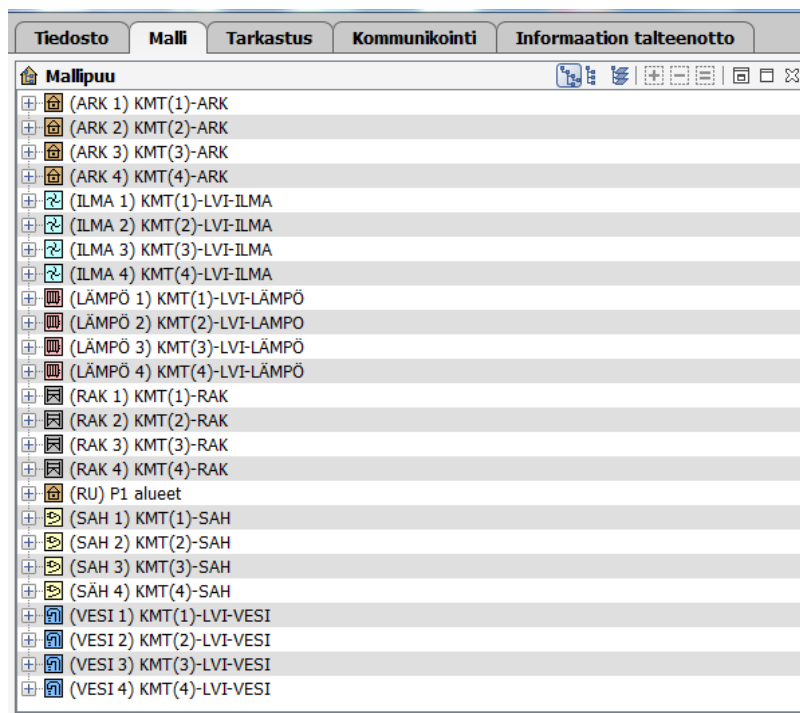 Tiedosto Malli Tarkastus Kommunikointi Informaation talteenotto
Mallipuu
(ARK 1) KMT(1)-ARK
(ARK 2) KMT(2)-ARK
(ARK 3) KMT(3)-ARK
(ARK 4) KMT(4)-ARK
(ILMA 1) KMT(1)-LVI-ILMA
(ILMA 2) KMT(2)-LVI-ILMA
(ILMA 3) KMT(3)-LVI-ILMA
(ILMA 4) KMT(4)-LVI-ILMA
(LÄMPÖ 1) KMT(1)-LVI-LÄMPÖ
(LÄMPÖ 2) KMT(2)-LVI-LAMPO
(LÄMPÖ 3) KMT(3)-LVI-LÄMPÖ
(LÄMPÖ 4) KMT(4)-LVI-LÄMPÖ
(RAK 1) KMT(1)-RAK
(RAK 2) KMT(2)-RAK
(RAK 3) KMT(3)-RAK
(RAK 4) KMT(4)-RAK
(RU) P1 alueet
(SAH 1) KMT(1)-SAH
(SAH 2) KMT(2)-SAH
(SAH 3) KMT(3)-SAH
(SÄH 4) KMT(4)-SAH
(VESI 1) KMT(1)-LVI-VESI
(VESI 2) KMT(2)-LVI-VESI
(VESI 3) KMT(3)-LVI-VESI
(VESI 4) KMT(4)-LVI-VESI